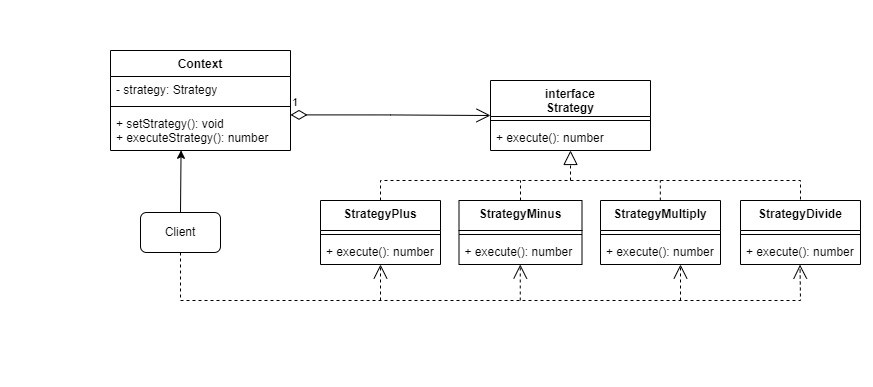 Context
- strategy: Strategy
+ setStrategy(): void
+ executeStrategy(): number
1
interface
Strategy
+ execute(): number
StrategyPlus
+ execute(): number
StrategyMinus
+ execute(): number
StrategyMultiply
+ execute(): number
StrategyDivide
+ execute(): number
Client